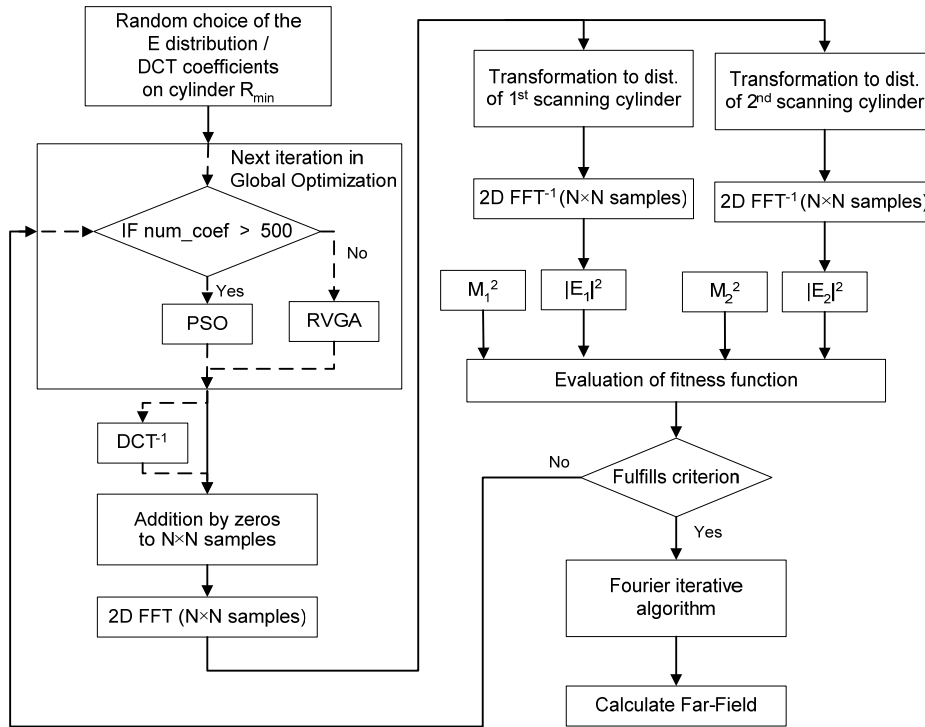 Random choice of the
E distribution /
DCT coefficients
on cylinder R_min
Next iteration in
Global Optimization
IF num_coef > 500
No
Yes
PSO
RVGA
DCT⁻¹
Addition by zeros
to N×N samples
2D FFT (N×N samples)
Transformation to dist.
of 1ˢᵗ scanning cylinder
Transformation to dist.
of 2ⁿᵈ scanning cylinder
2D FFT⁻¹ (N×N samples)
2D FFT⁻¹ (N×N samples)
M₁²
|E₁|²
M₂²
|E₂|²
Evaluation of fitness function
No
Fulfills criterion
Yes
Fourier iterative
algorithm
Calculate Far-Field